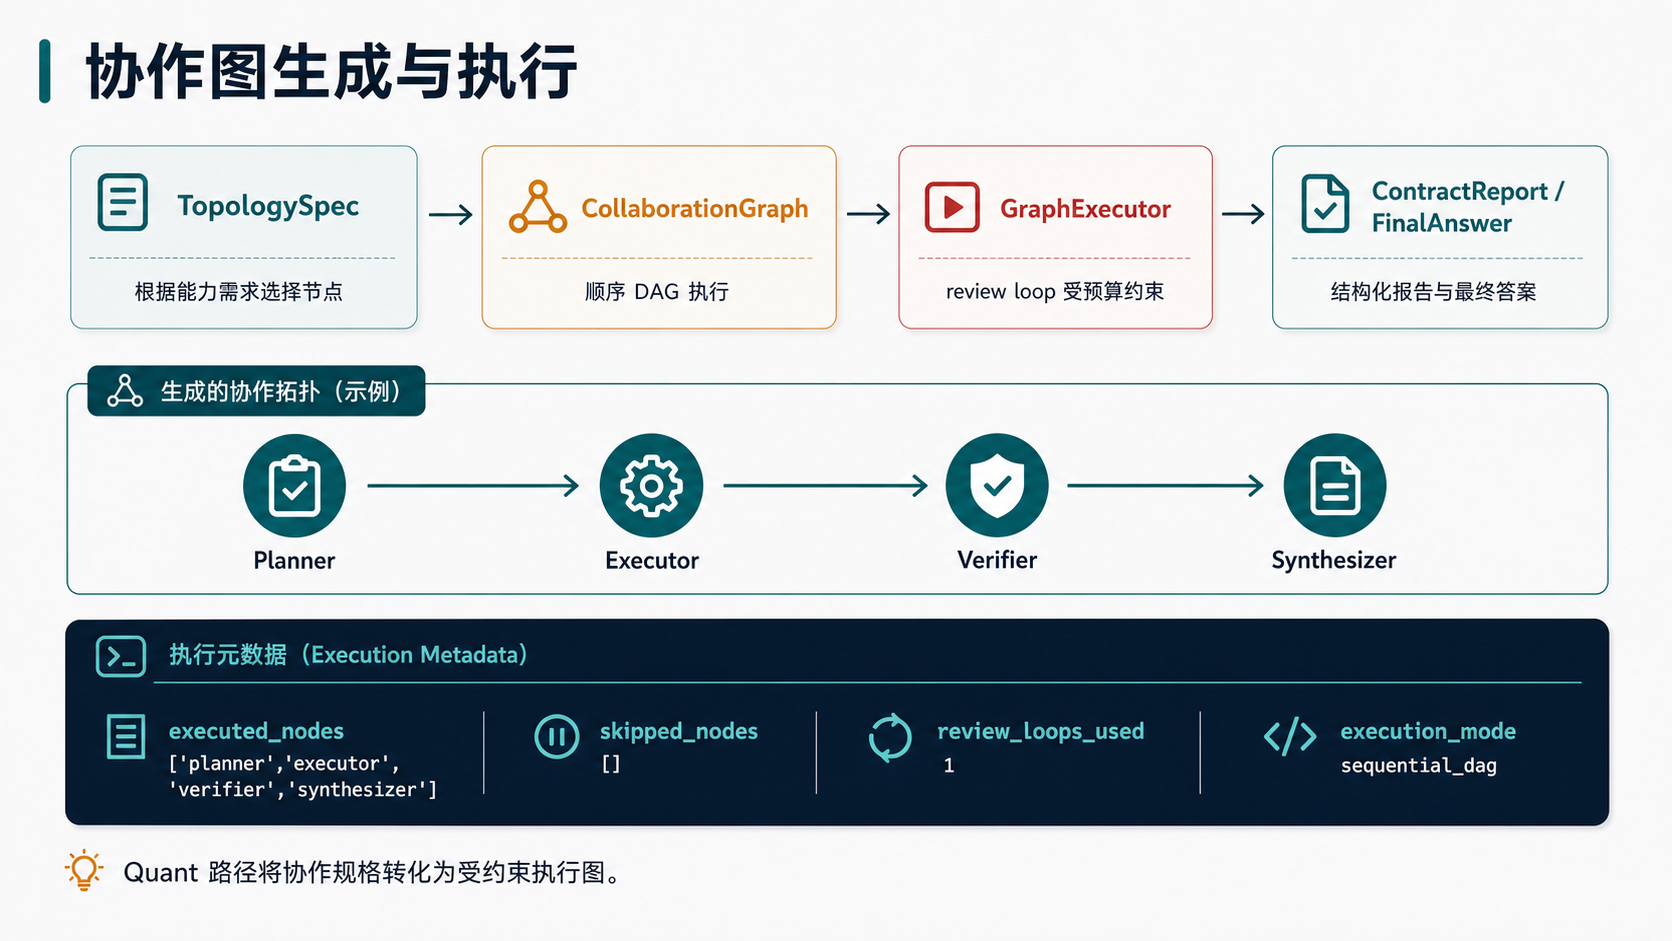 协作图生成与执行
TopologySpec
根据能力需求选择节点
CollaborationGraph
顺序 DAG 执行
GraphExecutor
review loop 受预算约束
ContractReport /
FinalAnswer
结构化报告与最终答案
生成的协作拓扑（示例）
Planner
Executor
Verifier
Synthesizer
执行元数据（Execution Metadata）
executed_nodes
['planner','executor',
'verifier','synthesizer']
skipped_nodes
[]
review_loops_used
1
execution_mode
sequential_dag
Quant 路径将协作规格转化为受约束执行图。